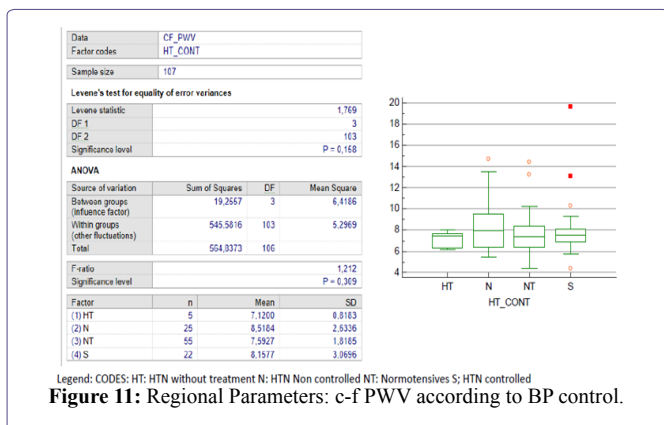 Data CF_PWV
Factor codes HT_CONT
Sample size 107
Levene's test for equality of error variances
Levene statistic 1,769
DF 1 3
DF 2 103
Significance level P = 0,158
ANOVA
Source of variation Sum of Squares DF Mean Square
Between groups (influence factor) 19,2557 3 6,4186
Within groups (other fluctuations) 545,5816 103 5,2969
Total 564,8373 106
F-ratio 1,212
Significance level P = 0,309
Factor n Mean SD
(1) HT 5 7,1200 0,8183
(2) N 25 8,5184 2,6336
(3) NT 55 7,5927 1,8185
(4) S 22 8,1577 3,0696
20
18
16
14
12
10
8
6
4
HT N NT S
HT_CONT
Legend: CODES: HT: HTN without treatment N: HTN Non controlled NT: Normotensives S; HTN controlled
Figure 11: Regional Parameters: c-f PWV according to BP control.